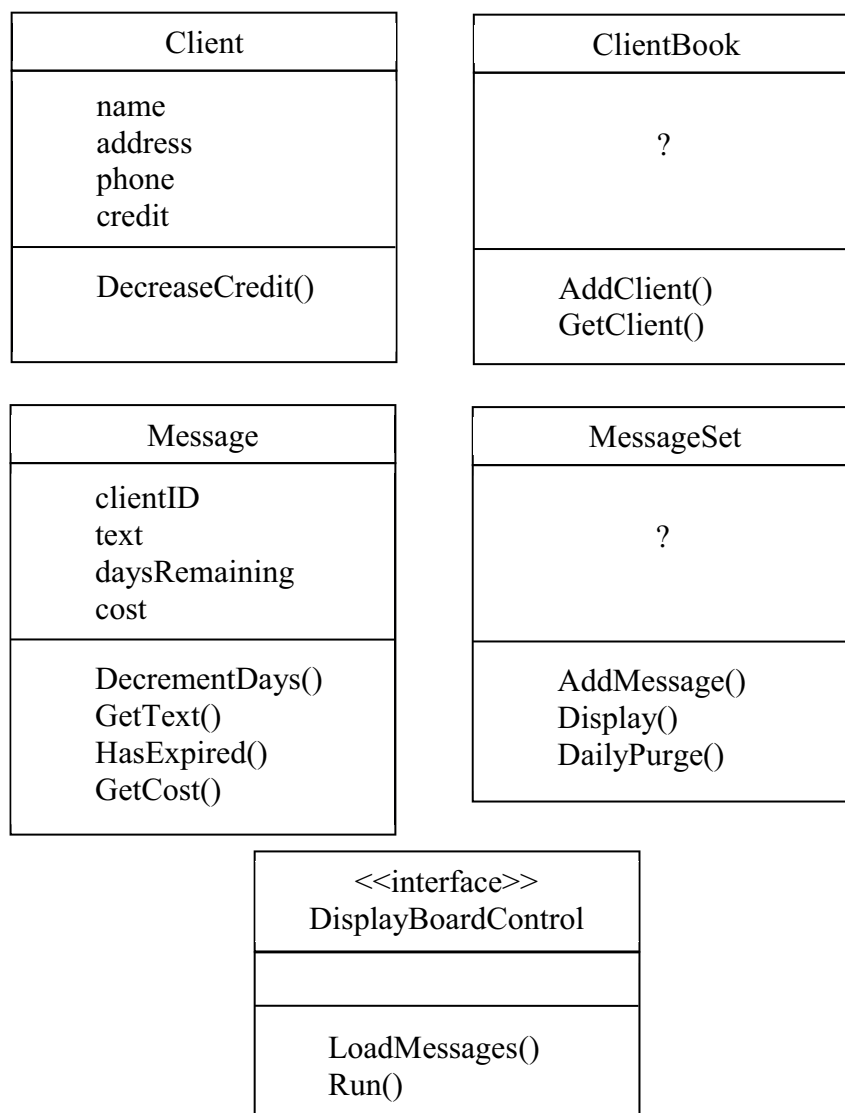 Client
name
address
phone
credit
DecreaseCredit()
ClientBook
?
AddClient()
GetClient()
Message
clientID
text
daysRemaining
cost
DecrementDays()
GetText()
HasExpired()
GetCost()
MessageSet
?
AddMessage()
Display()
DailyPurge()
<<interface>>
DisplayBoardControl
LoadMessages()
Run()